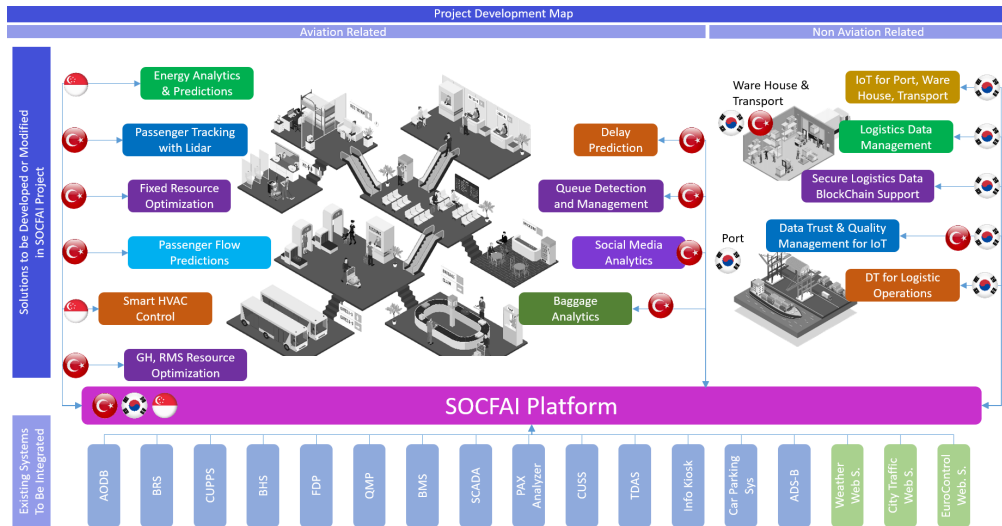 Project Development Map
Aviation Related
Non Aviation Related
Solutions to be Developed or Modified
in SOCFAI Project
Energy Analytics
& Predictions
Passenger Tracking
with Lidar
Fixed Resource
Optimization
Passenger Flow
Predictions
Smart HVAC
Control
GH, RMS Resource
Optimization
Delay
Prediction
Queue Detection
and Management
Social Media
Analytics
Baggage
Analytics
Ware House &
Transport
Port
IoT for Port, Ware
House, Transport
Logistics Data
Management
Secure Logistics Data
BlockChain Support
Data Trust & Quality
Management for IoT
DT for Logistic
Operations
SOCFAI Platform
Existing Systems
To Be Integrated
AODB
BRS
CUPPS
BHS
FDP
QMP
BMS
SCADA
PAX
Analyzer
CUSS
TDAS
Info Kiosk
Car Parking
Sys
ADS-B
Weather
Web S.
City Traffic
Web S.
EuroControl
Web. S.